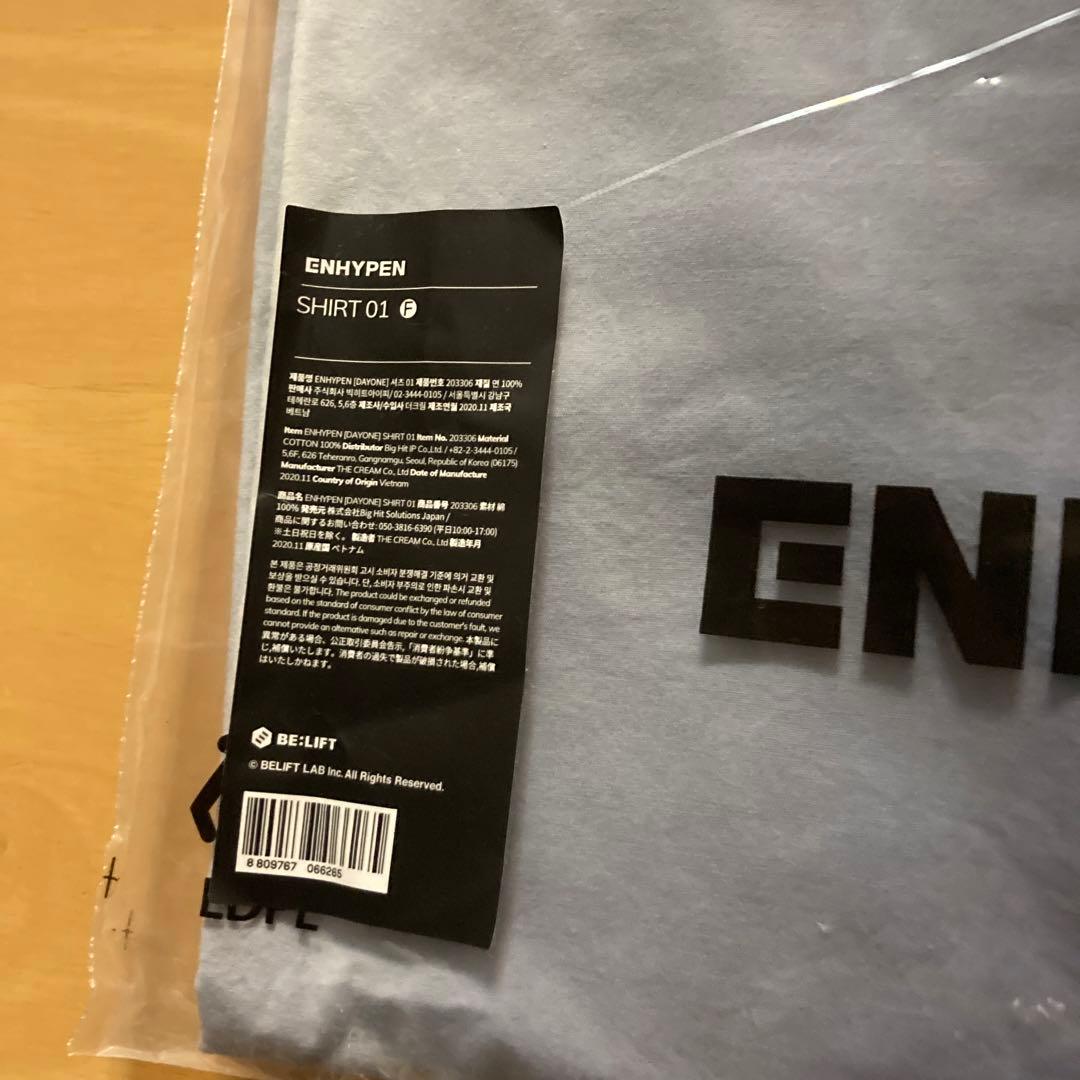 ENHYPEN
SHIRT 01 F
제품명 ENHYPEN [DAYONE] 셔츠 01 제품번호 203306 재질 면 100%
판매사 주식회사 빅히트아이피/ 02-3444-0105 / 서울특별시 강남구
테헤란로 626, 5,6층 제조사/수입사 더크림 제조연월 2020.11 제조국
베트남
Item ENHYPEN [DAYONE] SHIRT 01 Item No. 203306 Material
COTTON 100% Distributor Big Hit IP Co.,Ltd. / +82-2-3444-0105 /
5,6F, 626 Teheranro, Gangnamgu, Seoul, Republic of Korea (06175)
Manufacturer THE CREAM Co., Ltd Date of Manufacture
2020.11 Country of Origin Vietnam
商品名 ENHYPEN [DAYONE] SHIRT 01 商品番号 203306 素材 綿
100% 発売元 株式会社Big Hit Solutions Japan /
商品に関するお問い合わせ: 050-3816-6390 (平日10:00-17:00)
※土日祝日を除く。 製造者 THE CREAM Co., Ltd 製造年月
2020.11 原産国 ベトナム
본 제품은 공정거래위원회 고시 소비자 분쟁해결 기준에 의거 교환 및
보상을 받으실 수 있습니다. 단, 소비자 부주의로 인한 파손시 교환 및
환불은 불가합니다. The product could be exchanged or refunded
based on the standard of consumer conflict by the law of consumer
standard. If the product is damaged due to the customer's fault, we
cannot provide an alternative such as repair or exchange. 本製品に
異常がある場合、公正取引委員会告示,「消費者紛争基準」に準
じ,補償いたします。消費者の過失で製品が破損された場合,補償
はいたしかねます。
BE:LIFT
© BELIFT LAB Inc. All Rights Reserved.
8 809767 066265
LDPE
EN